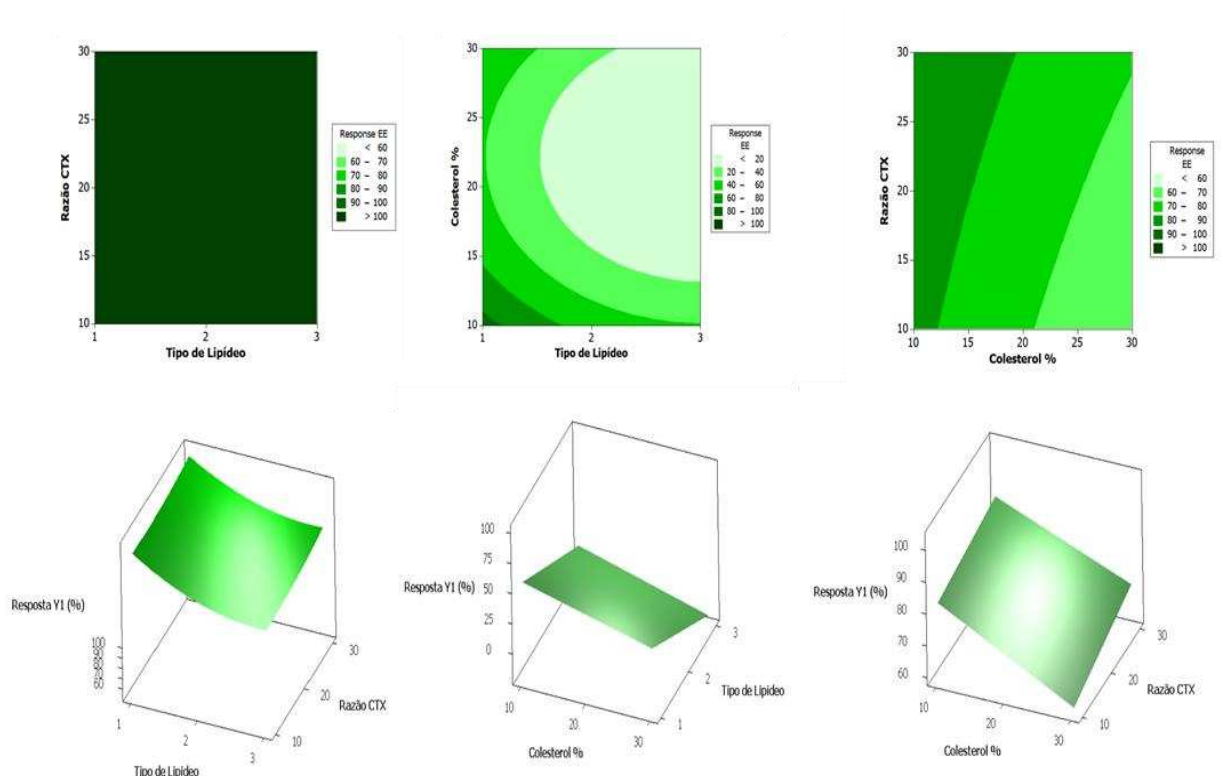 Razão CTX
30
25
20
15
10
1
2
3
Tipo de Lipídeo
Response EE
< 60
60 – 70
70 – 80
80 – 90
90 – 100
> 100
Colesterol %
30
25
20
15
10
1
2
3
Tipo de Lipídeo
Response
EE
< 20
20 – 40
40 – 60
60 – 80
80 – 100
> 100
Razão CTX
30
25
20
15
10
10
15
20
25
30
Colesterol %
Response
EE
< 60
60 – 70
70 – 80
80 – 90
90 – 100
> 100
Resposta Y1 (%)
100
90
80
70
60
1
2
3
Tipo de Lipídeo
10
20
30
Razão CTX
Resposta Y1 (%)
100
75
50
25
0
10
20
30
Colesterol %
1
2
3
Tipo de Lipídeo
Resposta Y1 (%)
100
90
80
70
60
10
20
30
Colesterol %
10
20
30
Razão CTX